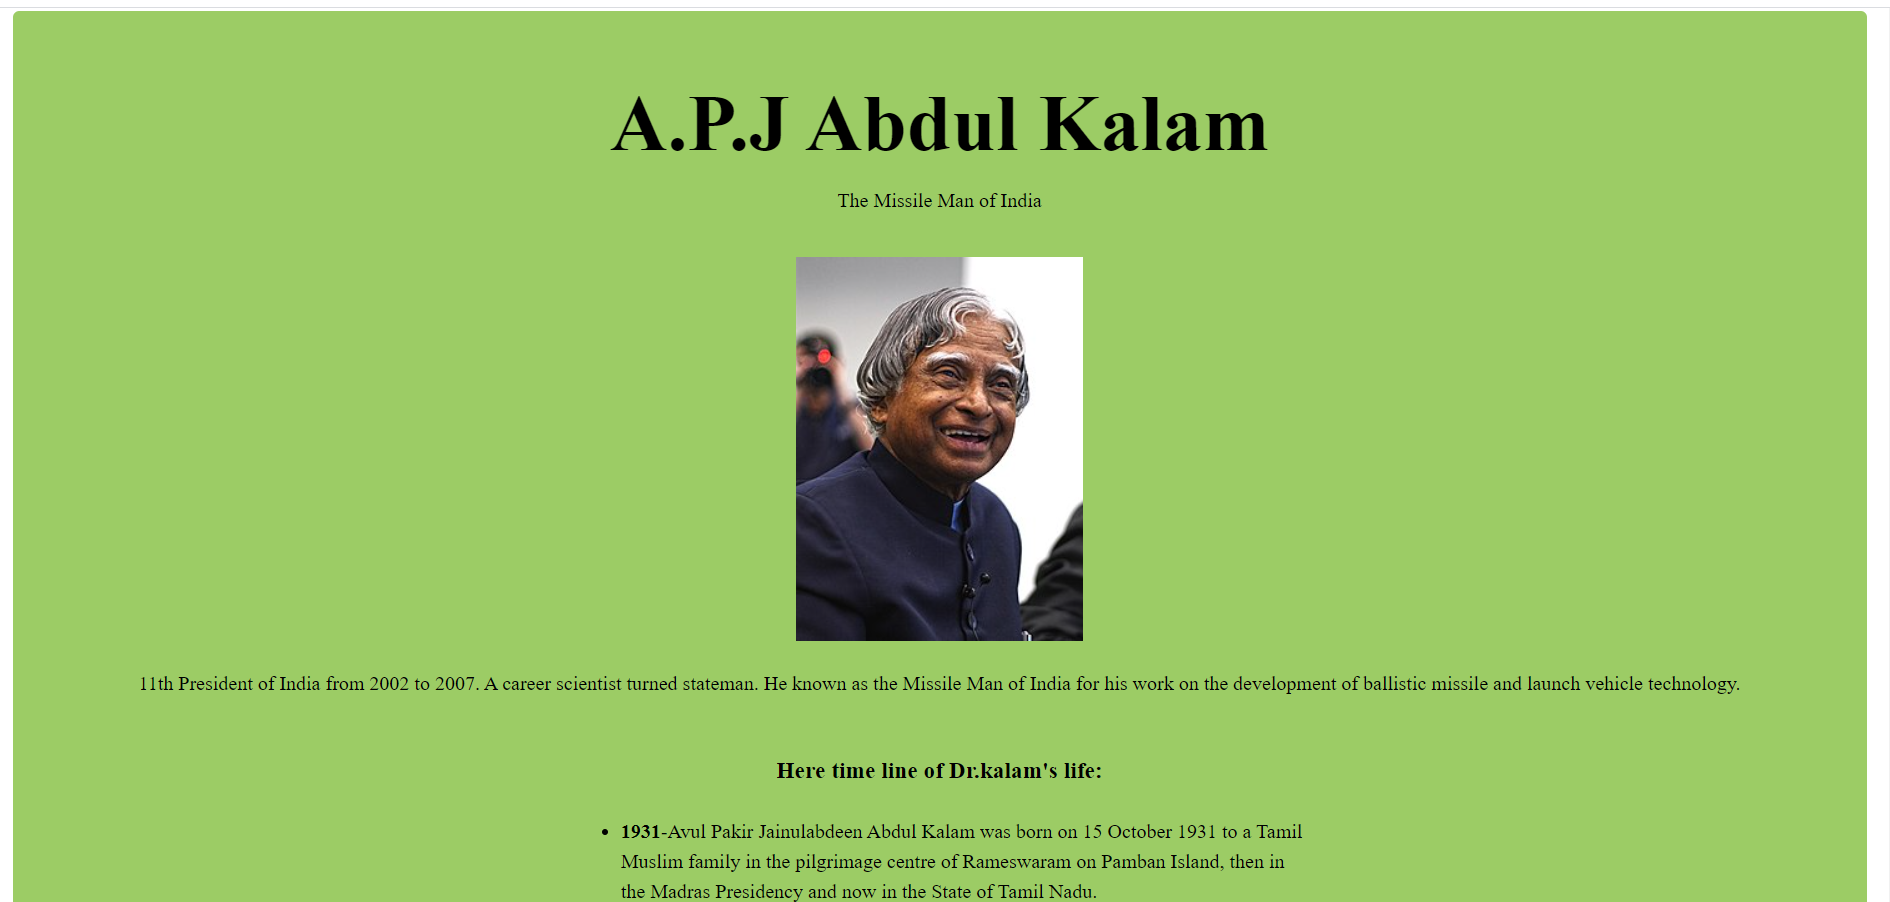 A.P.J Abdul Kalam
The Missile Man of India
11th President of India from 2002 to 2007. A career scientist turned stateman. He known as the Missile Man of India for his work on the development of ballistic missile and launch vehicle technology.
Here time line of Dr.kalam's life:
• 1931-Avul Pakir Jainulabdeen Abdul Kalam was born on 15 October 1931 to a Tamil
Muslim family in the pilgrimage centre of Rameswaram on Pamban Island, then in
the Madras Presidency and now in the State of Tamil Nadu.